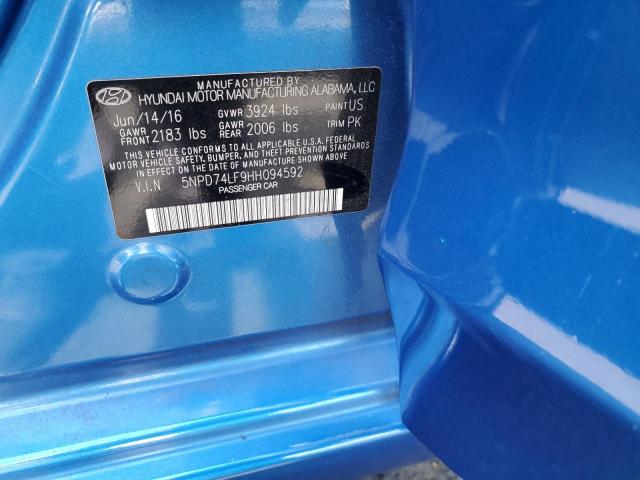 MANUFACTURED BY
HYUNDAI MOTOR MANUFACTURING ALABAMA, LLC
Jun/14/16 GVWR 3924 lbs PAINT US
GAWR FRONT 2183 lbs GAWR REAR 2006 lbs TRIM PK
THIS VEHICLE CONFORMS TO ALL APPLICABLE U.S.A. FEDERAL
MOTOR VEHICLE SAFETY, BUMPER, AND THEFT PREVENTION STANDARDS
IN EFFECT ON THE DATE OF MANUFACTURE SHOWN ABOVE.
V.I.N 5NPD74LF9HH094592
PASSENGER CAR